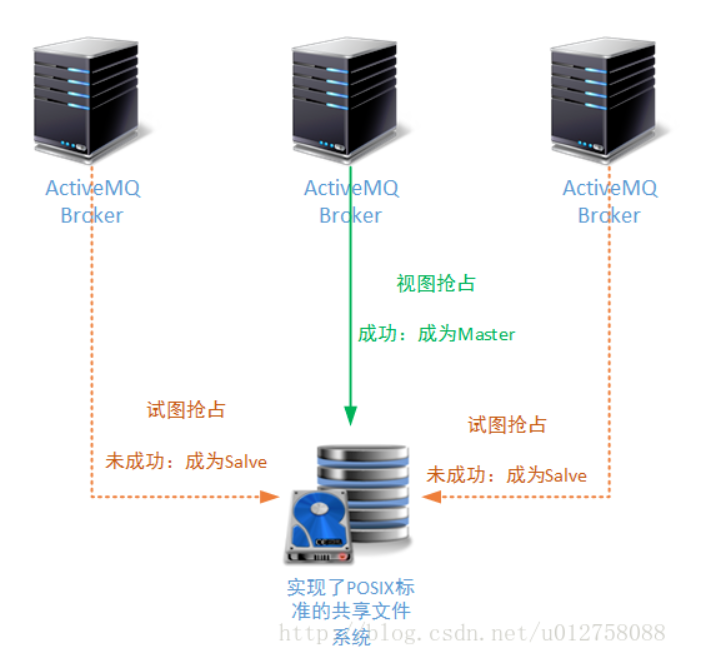 ActiveMQ
Broker
ActiveMQ
Broker
ActiveMQ
Broker
视图抢占
成功：成为Master
试图抢占
未成功：成为Salve
试图抢占
未成功：成为Salve
实现了POSIX标
准的共享文件
系统
http://blog.csdn.net/u012758088